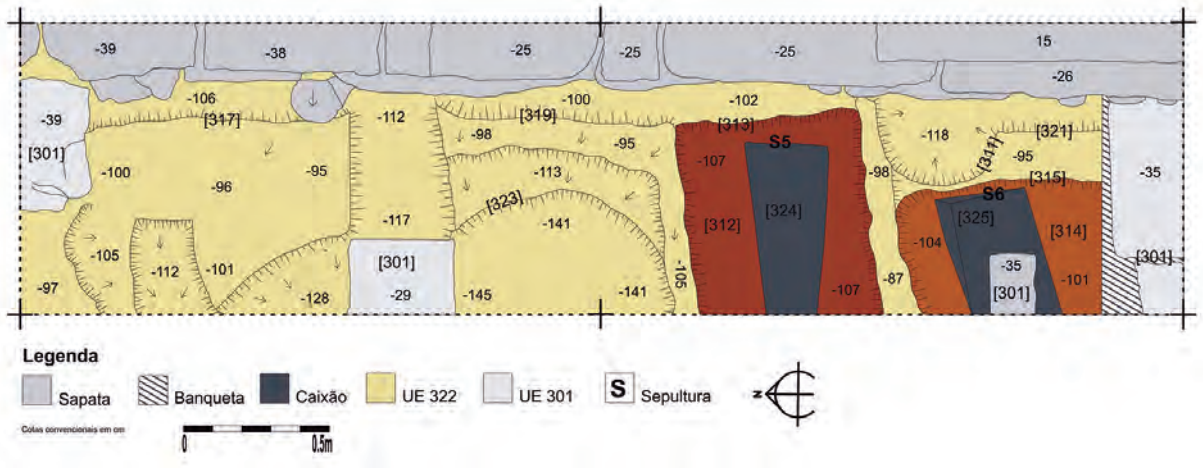 -39 -38 -25 -25 -25 15
-26
-106 -100 -102
-39 [317] -112 [319] [313] -118 [321]
-98 -95 S5 [311] -95
[301] -100 -96 -95 -113 -107 -98 [315] -35
[323] S6
-117 -141 [312] [324] [325] [314]
-105 -112 -101 [301] -104 -35 [301]
-97 -128 -29 -145 -141 -105 -107 -87 [301] -101
Legenda
Sapata Banqueta Caixão UE 322 UE 301 S Sepultura
Cotas convencionais em cm
0 0.5m
N